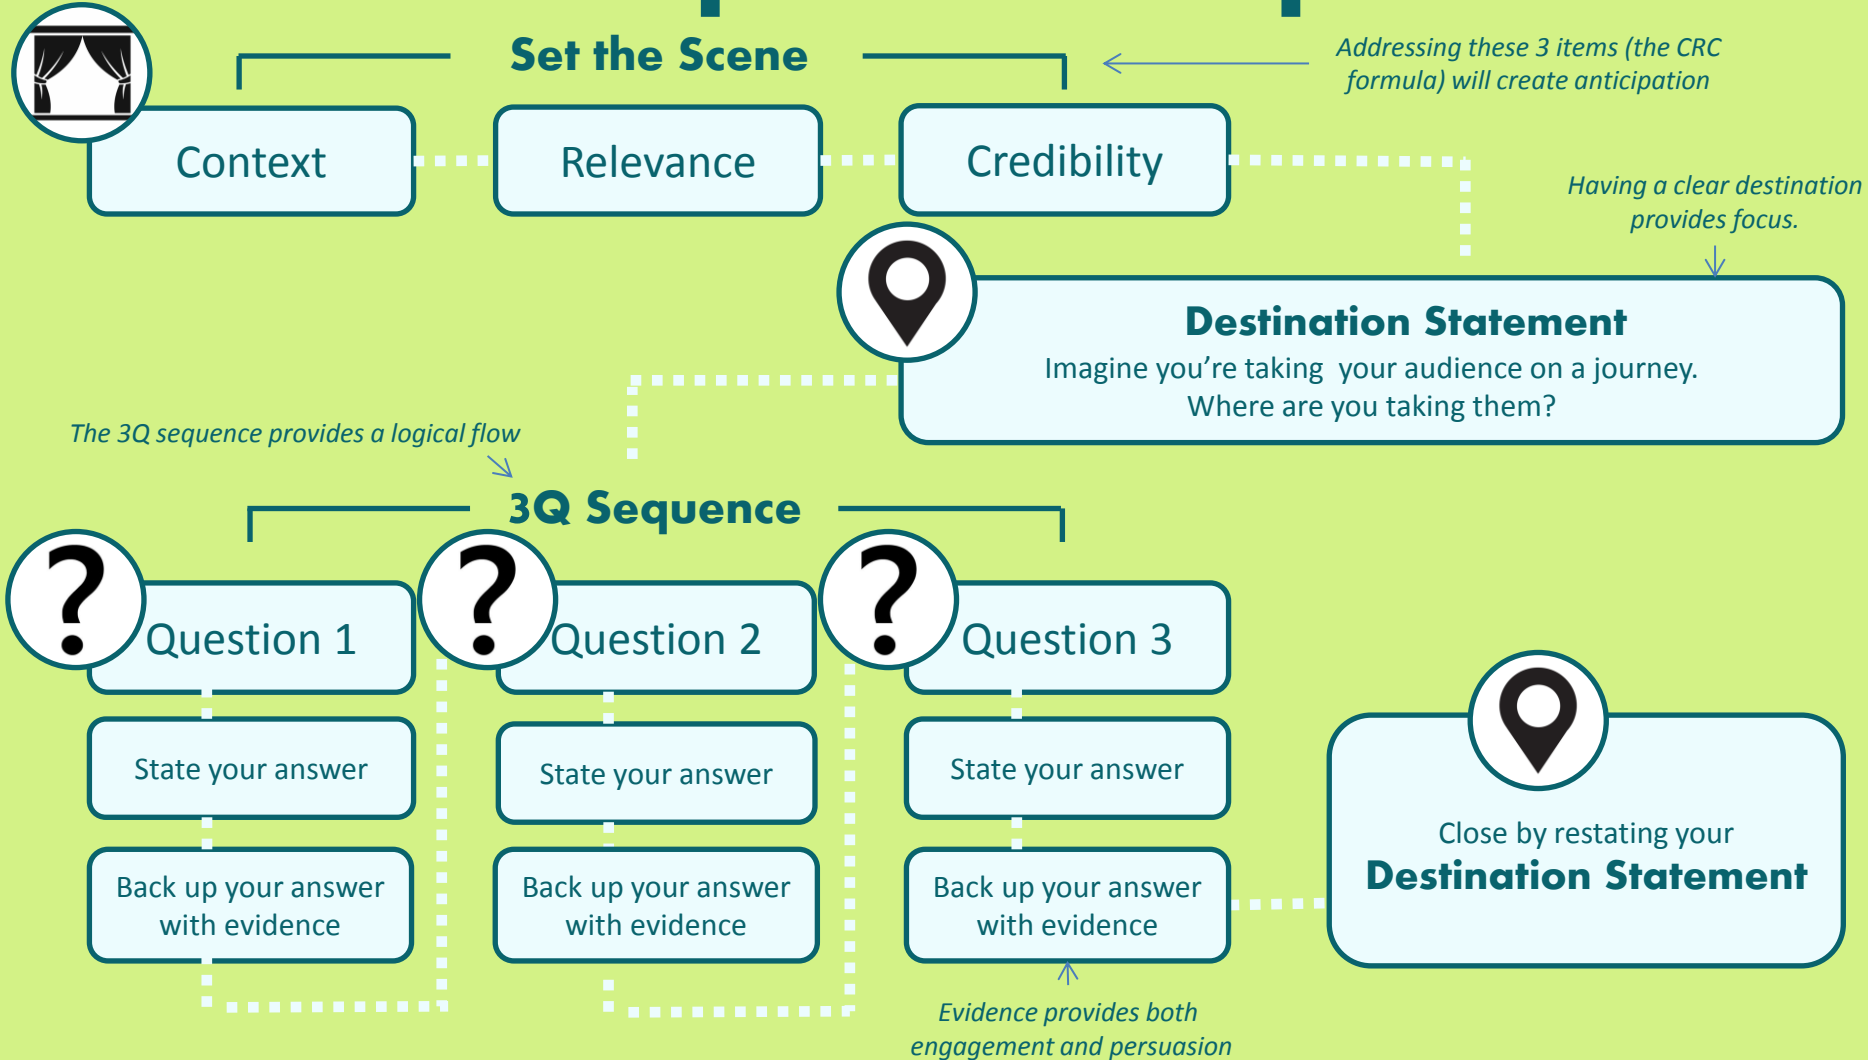 Set the Scene
Addressing these 3 items (the CRC
formula) will create anticipation
Context
Relevance
Credibility
Having a clear destination
provides focus.
Destination Statement
Imagine you're taking  your audience on a journey.
Where are you taking them?
The 3Q sequence provides a logical flow
3Q Sequence
?
Question 1
?
Question 2
?
Question 3
State your answer
State your answer
State your answer
Back up your answer
with evidence
Back up your answer
with evidence
Back up your answer
with evidence
Close by restating your
Destination Statement
Evidence provides both
engagement and persuasion